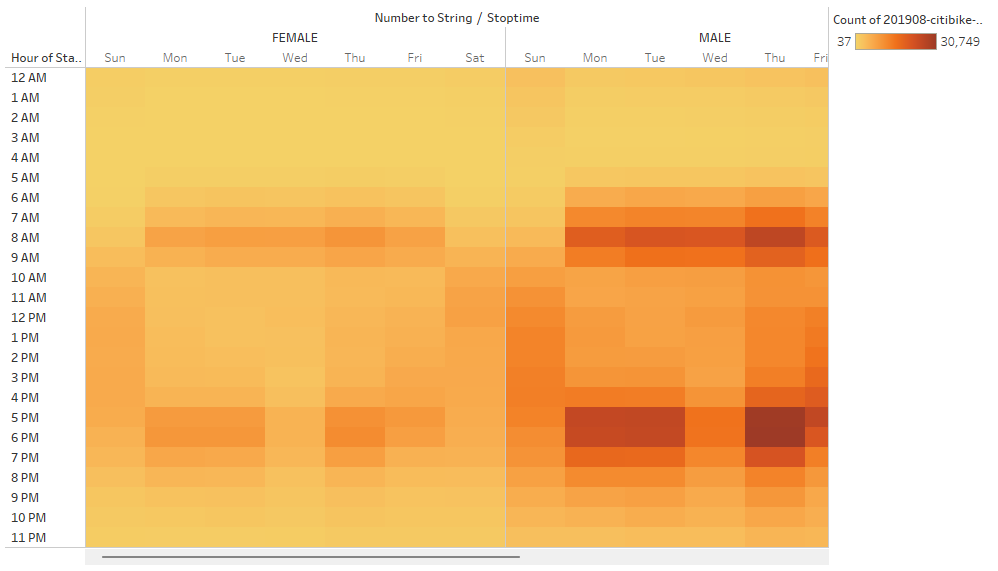 Number to String / Stoptime
Count of 201908-citibike-..
37 30,749
FEMALE MALE
Hour of Sta.. Sun Mon Tue Wed Thu Fri Sat Sun Mon Tue Wed Thu Fri
12 AM
1 AM
2 AM
3 AM
4 AM
5 AM
6 AM
7 AM
8 AM
9 AM
10 AM
11 AM
12 PM
1 PM
2 PM
3 PM
4 PM
5 PM
6 PM
7 PM
8 PM
9 PM
10 PM
11 PM